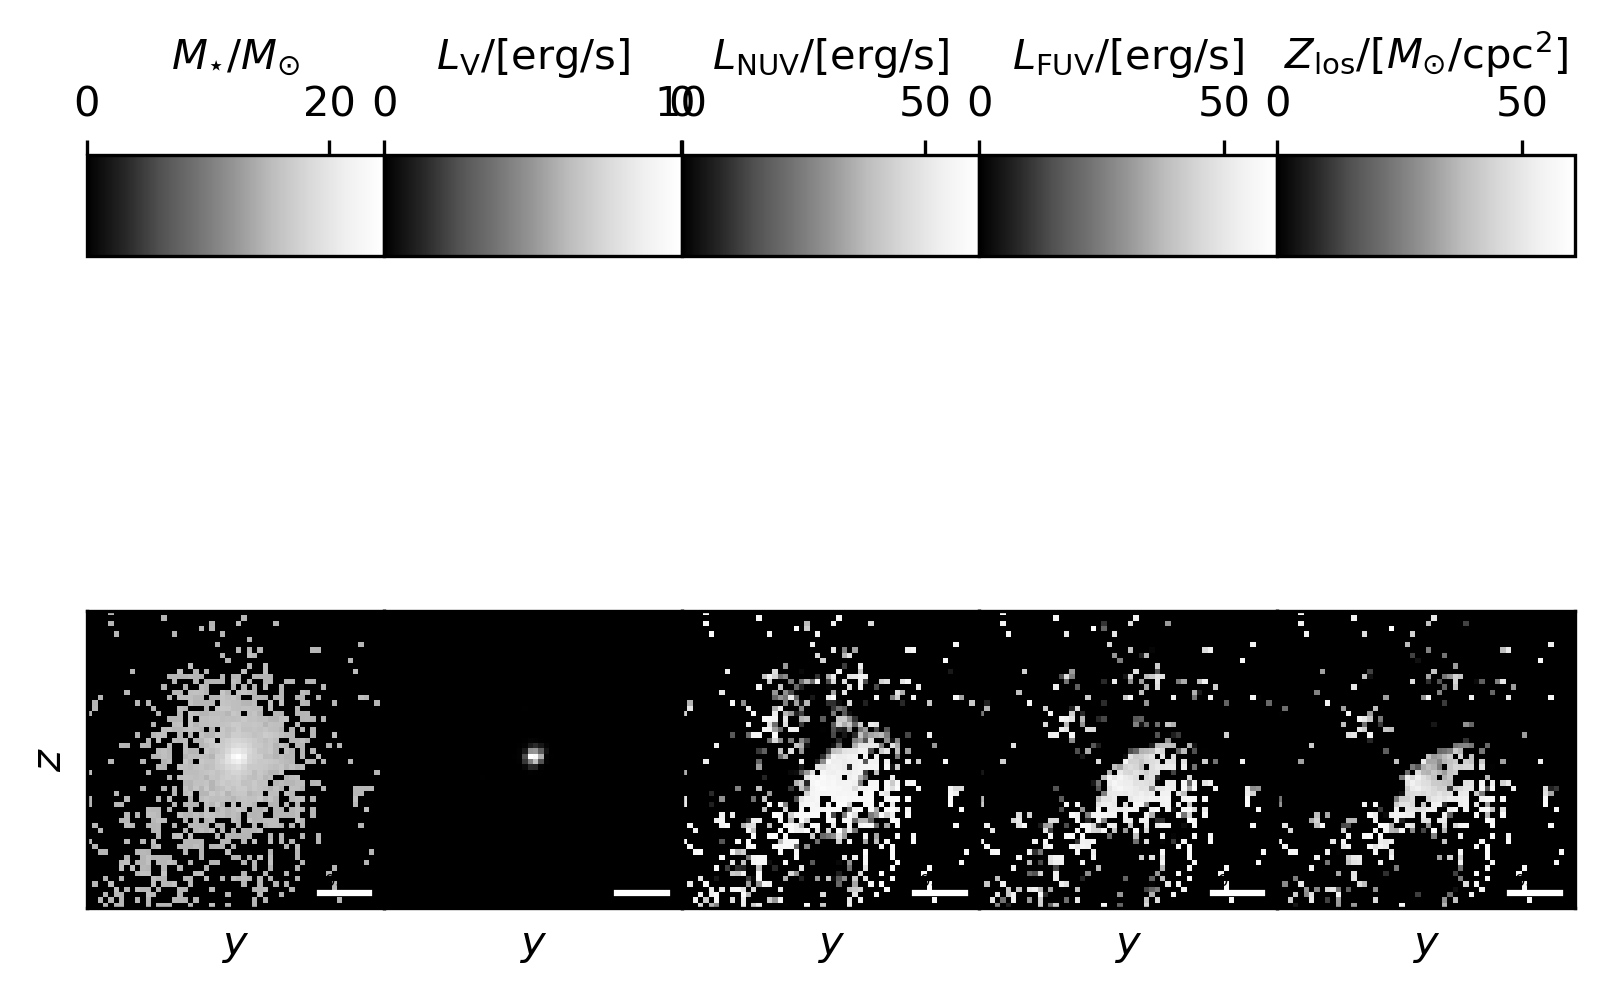 M⋆/M⊙ L_V/[erg/s] L_NUV/[erg/s] L_FUV/[erg/s] Z_los/[M⊙/cpc²]
0 20 0 10 0 50 0 50 0 50
z
y y y y y